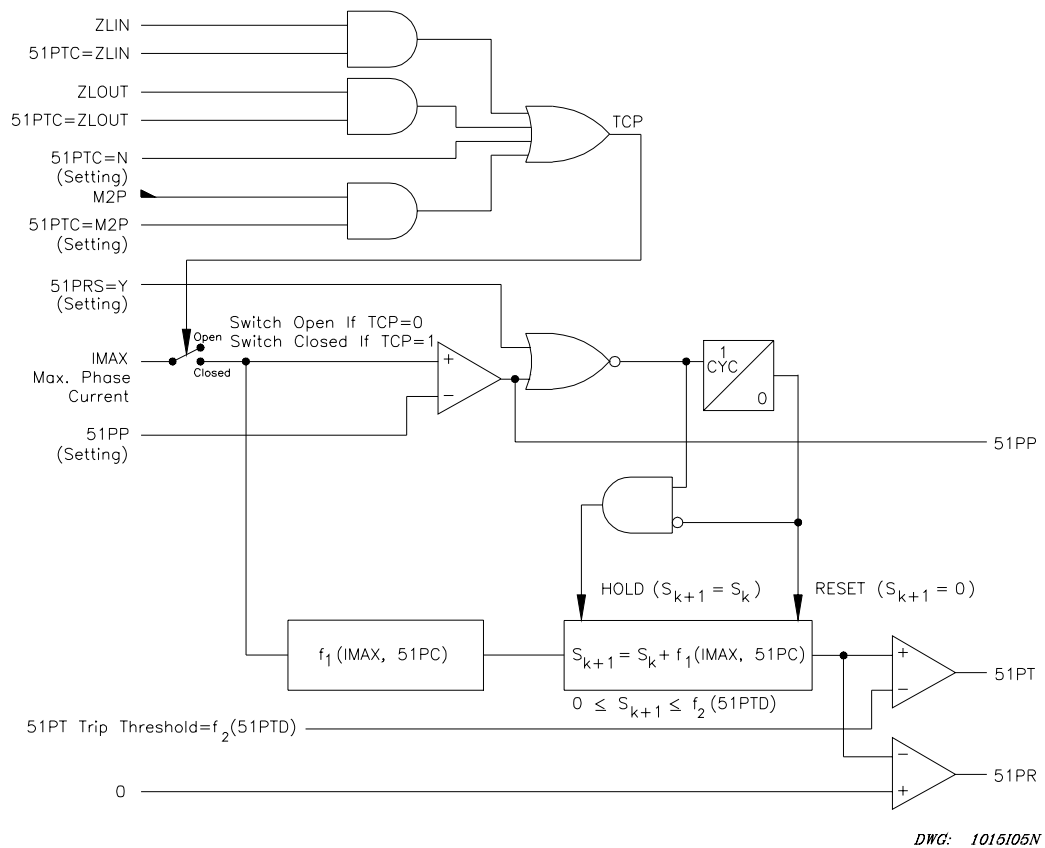 ZLIN
51PTC=ZLIN
ZLOUT
51PTC=ZLOUT
TCP
51PTC=N
(Setting)
M2P
51PTC=M2P
(Setting)
51PRS=Y
(Setting)
Switch Open If TCP=0
Switch Closed If TCP=1
Open
Closed
IMAX
Max. Phase
Current
+
−
1
CYC
0
51PP
(Setting)
51PP
HOLD (Sk+1 = Sk)
RESET (Sk+1 = 0)
f1(IMAX, 51PC)
Sk+1 = Sk + f1(IMAX, 51PC)
0 ≤ Sk+1 ≤ f2(51PTD)
+
−
51PT
51PT Trip Threshold=f2(51PTD)
−
+
51PR
0
DWG: 1015I05N